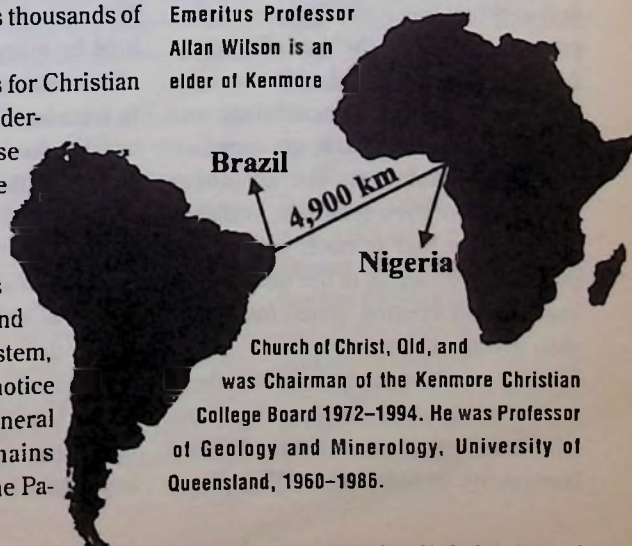 thousands of
for Christian
der-
se
e
s
nd
stem,
notice
neral
nains
ne Pa-
Emeritus Professor
Allan Wilson is an
elder of Kenmore
Brazil
4,900 km
Nigeria
Church of Christ, Qld, and
was Chairman of the Kenmore Christian
College Board 1972–1994. He was Professor
of Geology and Minerology, University of
Queensland, 1960–1986.